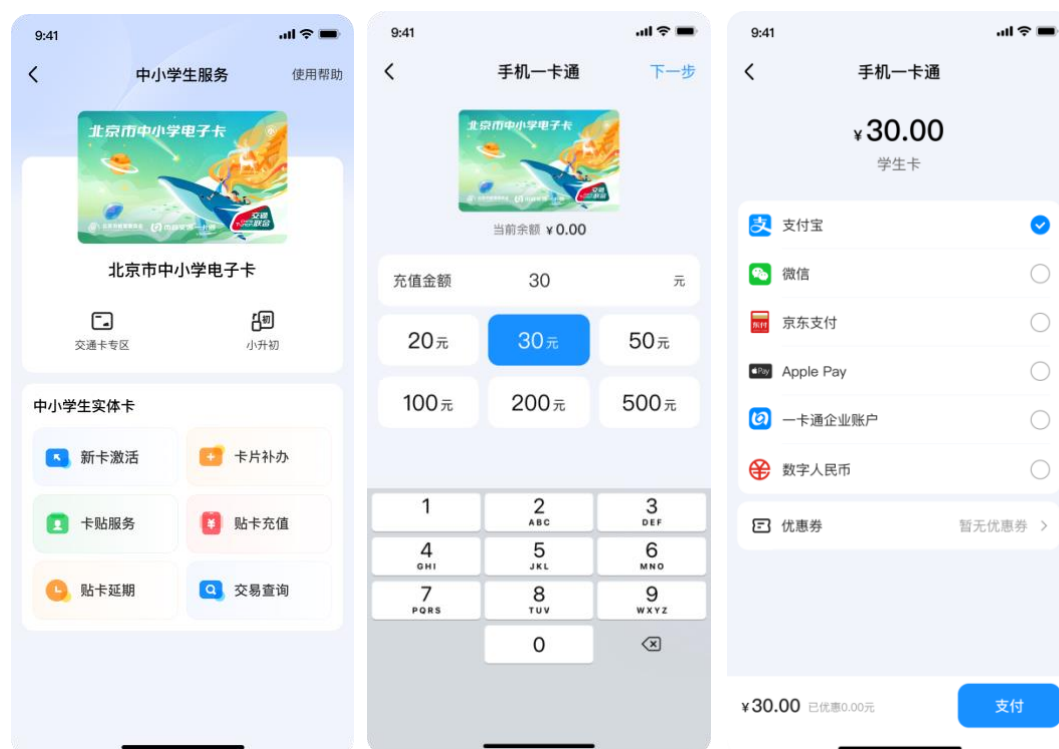 9:41
中小学生服务
使用帮助
北京市中小学电子卡
交通联合
北京市中小学电子卡
交通卡专区
小升初
中小学生实体卡
新卡激活
卡片补办
卡贴服务
贴卡充值
贴卡延期
交易查询
9:41
手机一卡通
下一步
北京市中小学电子卡
当前余额 ¥0.00
充值金额 30 元
20元 30元 50元
100元 200元 500元
1
2 ABC
3 DEF
4 GHI
5 JKL
6 MNO
7 PQRS
8 TUV
9 WXYZ
0
9:41
手机一卡通
¥30.00
学生卡
支付宝
微信
京东支付
Pay Apple Pay
一卡通企业账户
数字人民币
优惠券 暂无优惠券
¥30.00 已优惠0.00元
支付